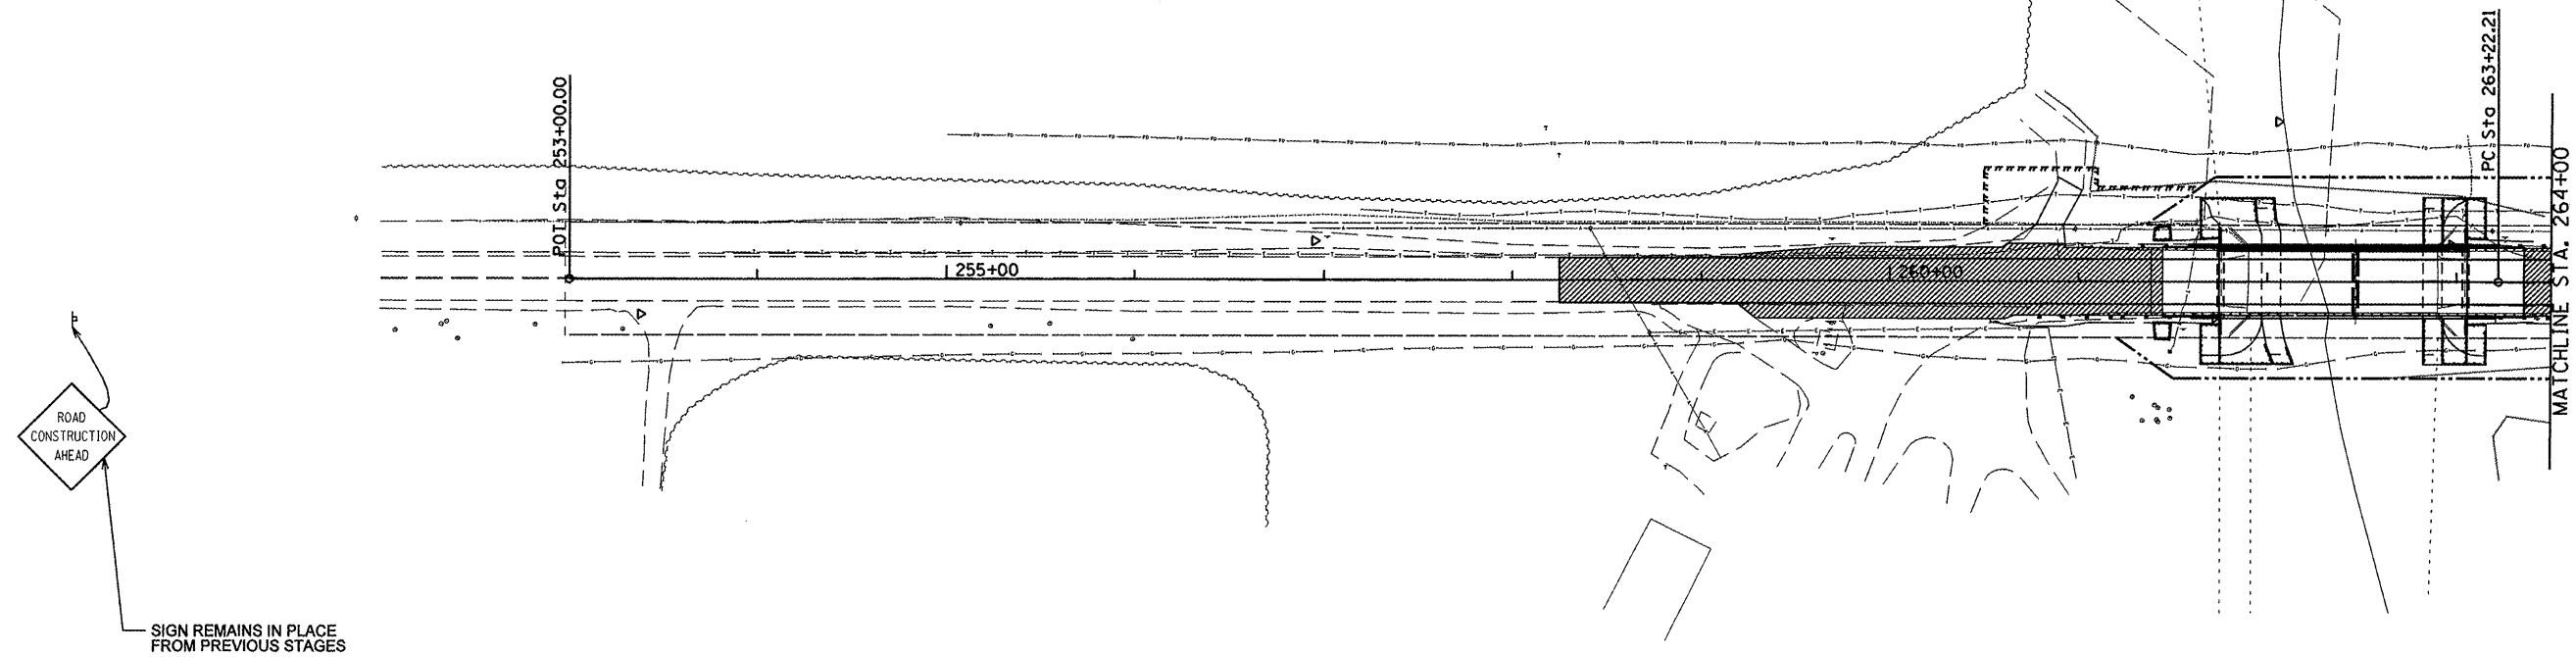 POT Sta 253+00.00
255+00
260+00
PC Sta 263+22.21
MATCHLINE STA. 264+00
ROAD
CONSTRUCTION
AHEAD
SIGN REMAINS IN PLACE
FROM PREVIOUS STAGES